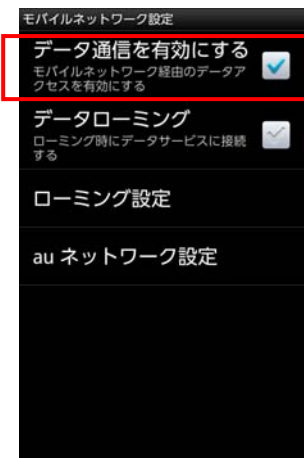 モバイルネットワーク設定
データ通信を有効にする
モバイルネットワーク経由のデータア
クセスを有効にする
データローミング
ローミング時にデータサービスに接続
する
ローミング設定
au ネットワーク設定